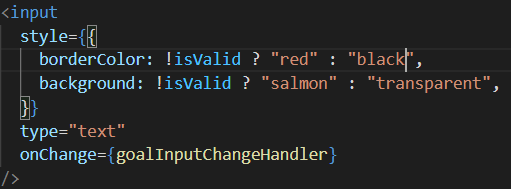 <input
style={{
borderColor: !isValid ? "red" : "black",
background: !isValid ? "salmon" : "transparent",
}}
type="text"
onChange={goalInputChangeHandler}
/>